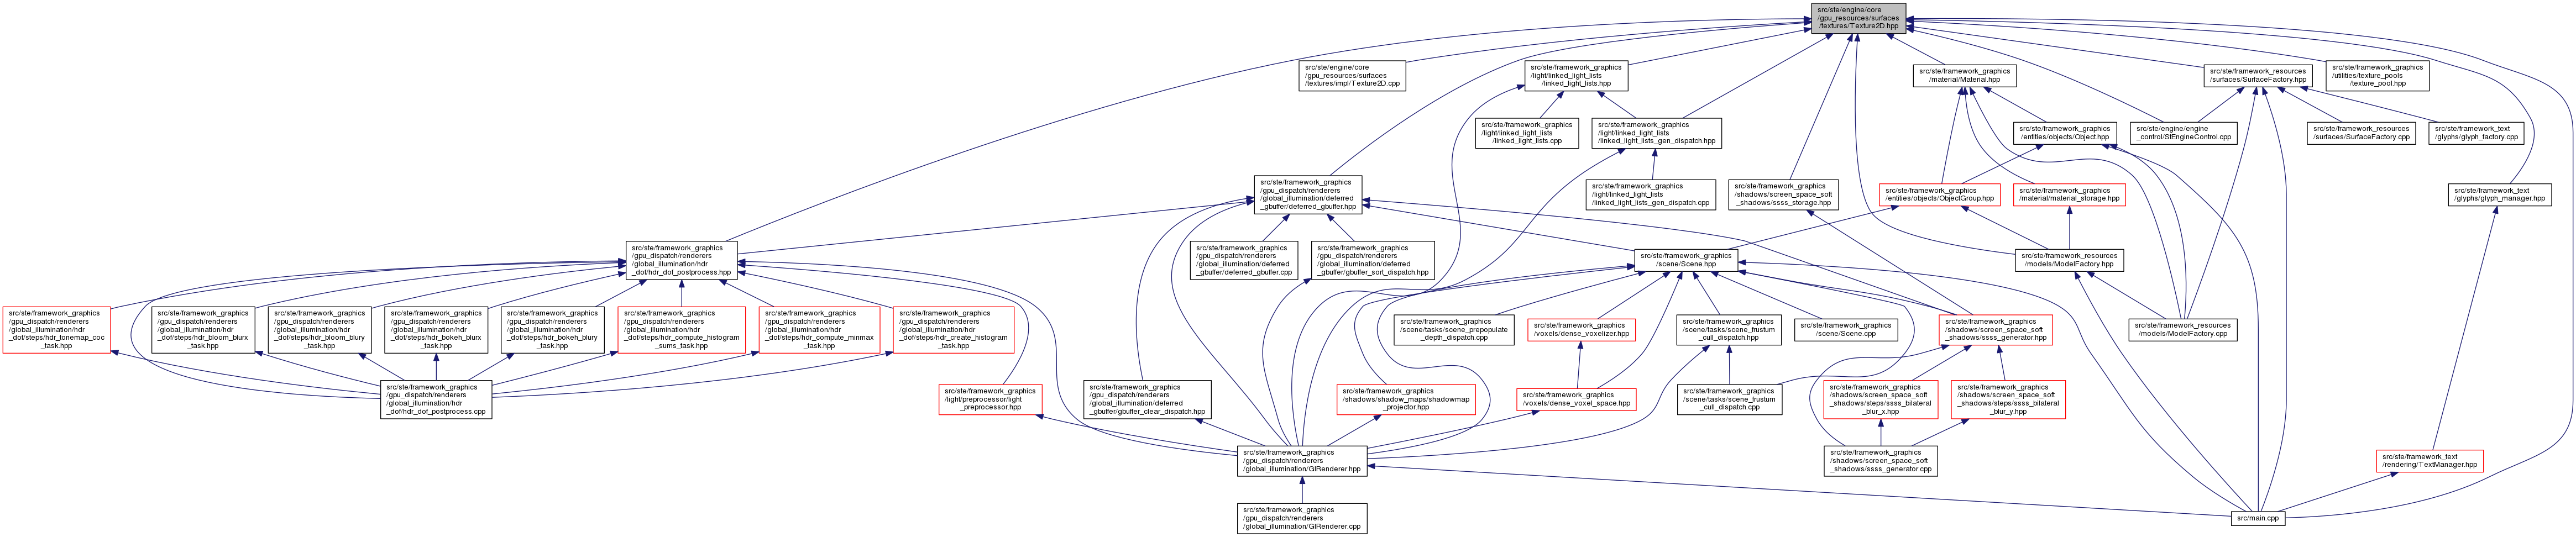 src/ste/engine/core
/gpu_resources/surfaces
/textures/Texture2D.hpp
src/ste/engine/core
/gpu_resources/surfaces
/textures/impl/Texture2D.cpp
src/ste/framework_graphics
/light/linked_light_lists
/linked_light_lists.hpp
src/ste/framework_graphics
/material/Material.hpp
src/ste/framework_resources
/surfaces/SurfaceFactory.hpp
src/ste/framework_graphics
/utilities/texture_pools
/texture_pool.hpp
src/ste/framework_graphics
/light/linked_light_lists
/linked_light_lists.cpp
src/ste/framework_graphics
/light/linked_light_lists
/linked_light_lists_gen_dispatch.hpp
src/ste/framework_graphics
/entities/objects/Object.hpp
src/ste/engine/engine
_control/StEngineControl.cpp
src/ste/framework_resources
/surfaces/SurfaceFactory.cpp
src/ste/framework_text
/glyphs/glyph_factory.cpp
src/ste/framework_graphics
/gpu_dispatch/renderers
/global_illumination/deferred
_gbuffer/deferred_gbuffer.hpp
src/ste/framework_graphics
/light/linked_light_lists
/linked_light_lists_gen_dispatch.cpp
src/ste/framework_graphics
/shadows/screen_space_soft
_shadows/ssss_storage.hpp
src/ste/framework_graphics
/entities/objects/ObjectGroup.hpp
src/ste/framework_graphics
/material/material_storage.hpp
src/ste/framework_text
/glyphs/glyph_manager.hpp
src/ste/framework_graphics
/gpu_dispatch/renderers
/global_illumination/hdr
_dof/hdr_dof_postprocess.hpp
src/ste/framework_graphics
/gpu_dispatch/renderers
/global_illumination/deferred
_gbuffer/deferred_gbuffer.cpp
src/ste/framework_graphics
/gpu_dispatch/renderers
/global_illumination/deferred
_gbuffer/gbuffer_sort_dispatch.hpp
src/ste/framework_graphics
/scene/Scene.hpp
src/ste/framework_resources
/models/ModelFactory.hpp
src/ste/framework_graphics
/gpu_dispatch/renderers
/global_illumination/hdr
_dof/steps/hdr_tonemap_coc
_task.hpp
src/ste/framework_graphics
/gpu_dispatch/renderers
/global_illumination/hdr
_dof/steps/hdr_bloom_blurx
_task.hpp
src/ste/framework_graphics
/gpu_dispatch/renderers
/global_illumination/hdr
_dof/steps/hdr_bloom_blury
_task.hpp
src/ste/framework_graphics
/gpu_dispatch/renderers
/global_illumination/hdr
_dof/steps/hdr_bokeh_blurx
_task.hpp
src/ste/framework_graphics
/gpu_dispatch/renderers
/global_illumination/hdr
_dof/steps/hdr_bokeh_blury
_task.hpp
src/ste/framework_graphics
/gpu_dispatch/renderers
/global_illumination/hdr
_dof/steps/hdr_compute_histogram
_sums_task.hpp
src/ste/framework_graphics
/gpu_dispatch/renderers
/global_illumination/hdr
_dof/steps/hdr_compute_minmax
_task.hpp
src/ste/framework_graphics
/gpu_dispatch/renderers
/global_illumination/hdr
_dof/steps/hdr_create_histogram
_task.hpp
src/ste/framework_graphics
/scene/tasks/scene_prepopulate
_depth_dispatch.cpp
src/ste/framework_graphics
/voxels/dense_voxelizer.hpp
src/ste/framework_graphics
/scene/tasks/scene_frustum
_cull_dispatch.hpp
src/ste/framework_graphics
/scene/Scene.cpp
src/ste/framework_graphics
/shadows/screen_space_soft
_shadows/ssss_generator.hpp
src/ste/framework_resources
/models/ModelFactory.cpp
src/ste/framework_graphics
/gpu_dispatch/renderers
/global_illumination/hdr
_dof/hdr_dof_postprocess.cpp
src/ste/framework_graphics
/light/preprocessor/light
_preprocessor.hpp
src/ste/framework_graphics
/gpu_dispatch/renderers
/global_illumination/deferred
_gbuffer/gbuffer_clear_dispatch.hpp
src/ste/framework_graphics
/shadows/shadow_maps/shadowmap
_projector.hpp
src/ste/framework_graphics
/voxels/dense_voxel_space.hpp
src/ste/framework_graphics
/scene/tasks/scene_frustum
_cull_dispatch.cpp
src/ste/framework_graphics
/shadows/screen_space_soft
_shadows/steps/ssss_bilateral
_blur_x.hpp
src/ste/framework_graphics
/shadows/screen_space_soft
_shadows/steps/ssss_bilateral
_blur_y.hpp
src/ste/framework_graphics
/gpu_dispatch/renderers
/global_illumination/GIRenderer.hpp
src/ste/framework_graphics
/shadows/screen_space_soft
_shadows/ssss_generator.cpp
src/ste/framework_text
/rendering/TextManager.hpp
src/ste/framework_graphics
/gpu_dispatch/renderers
/global_illumination/GIRenderer.cpp
src/main.cpp